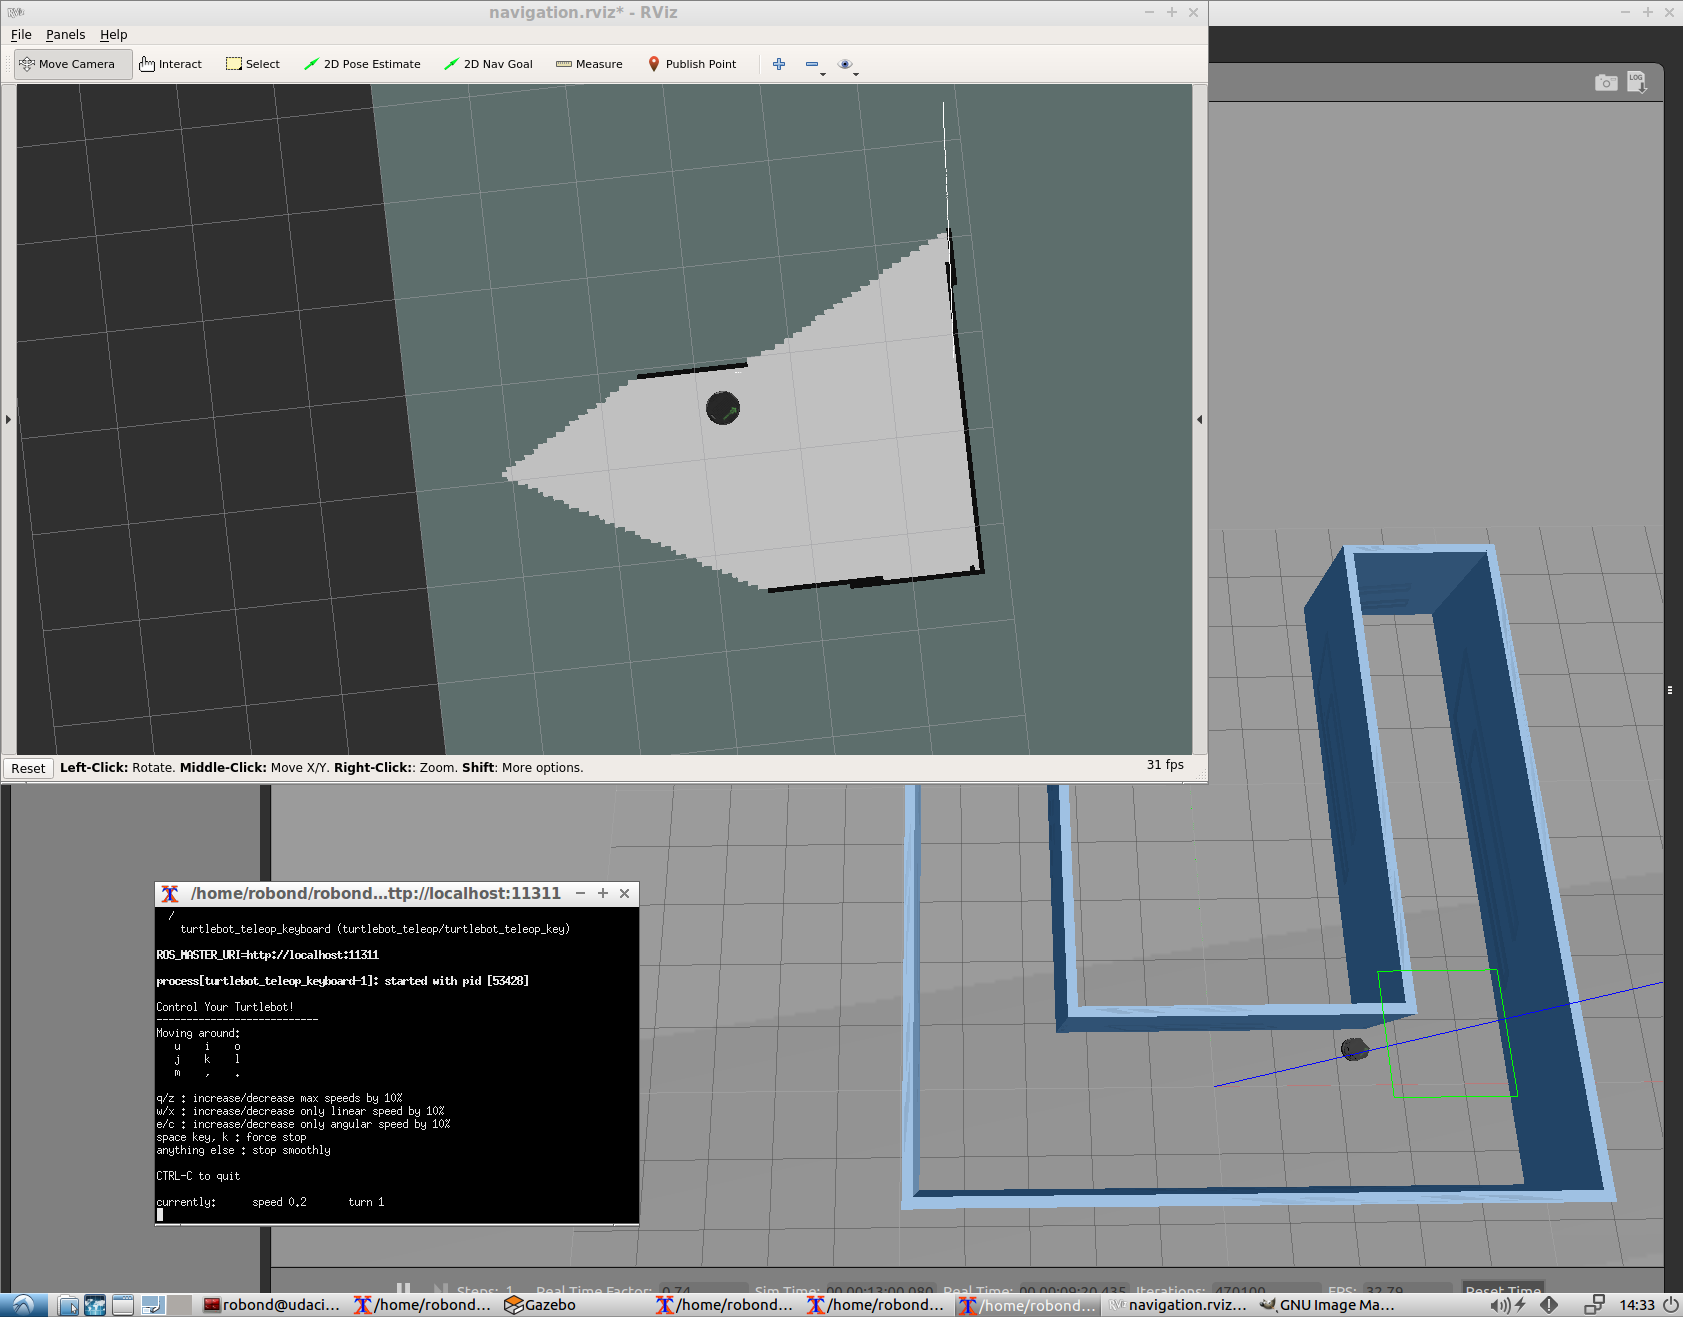 navigation.rviz* - RViz
File Panels Help
Move Camera Interact Select 2D Pose Estimate 2D Nav Goal Measure Publish Point
LOG
Reset Left-Click: Rotate. Middle-Click: Move X/Y. Right-Click:: Zoom. Shift: More options. 31 fps
/home/robond/robond...ttp://localhost:11311
/
turtlebot_teleop_keyboard (turtlebot_teleop/turtlebot_teleop_key)
ROS_MASTER_URI=http://localhost:11311
process[turtlebot_teleop_keyboard-1]: started with pid [53428]
Control Your Turtlebot!
---------------------------
Moving around:
u i o
j k l
m , .
q/z : increase/decrease max speeds by 10%
w/x : increase/decrease only linear speed by 10%
e/c : increase/decrease only angular speed by 10%
space key, k : force stop
anything else : stop smoothly
CTRL-C to quit
currently: speed 0.2 turn 1
Steps: 1 Real Time Factor: 0.74 Sim Time: 00 00:13:00.080 Real Time: 00 00:09:20.435 Iterations: 470100 FPS: 32.79 Reset Time
robond@udaci... /home/robond... Gazebo /home/robond... /home/robond... /home/robond... navigation.rviz... GNU Image Ma... 14:33